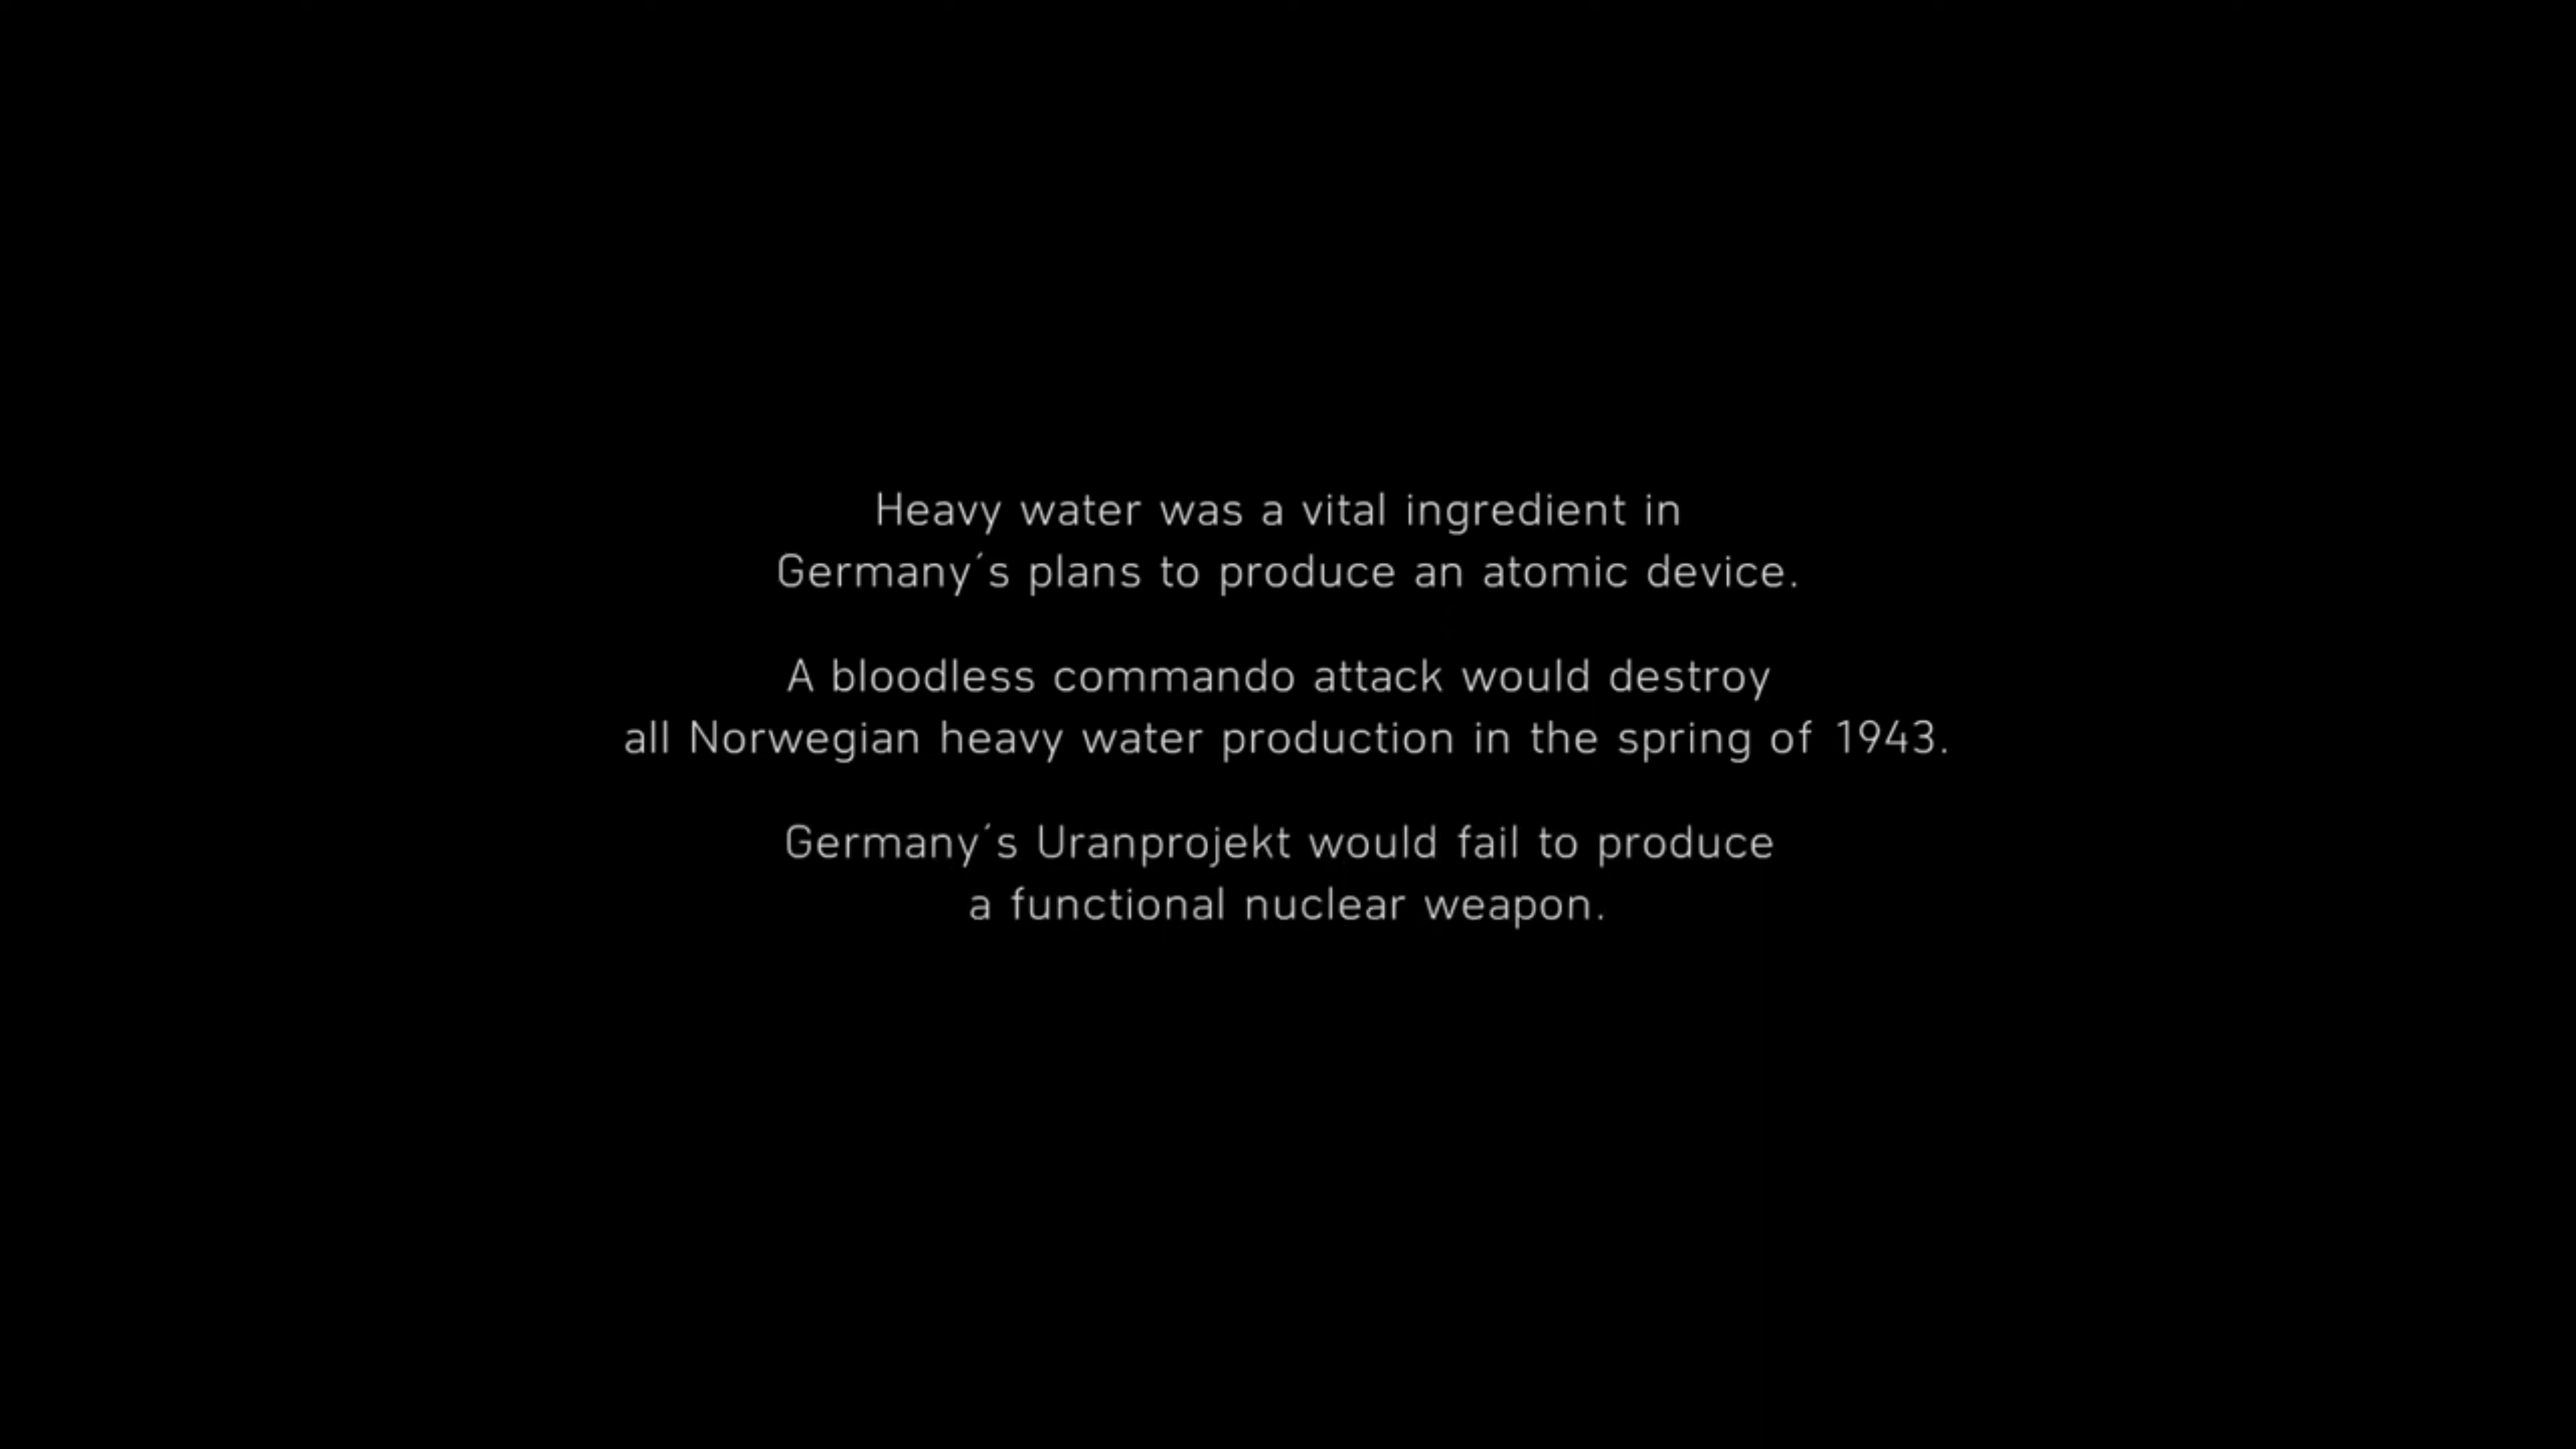 Heavy water was a vital ingredient in
Germany´s plans to produce an atomic device.
A bloodless commando attack would destroy
all Norwegian heavy water production in the spring of 1943.
Germany´s Uranprojekt would fail to produce
a functional nuclear weapon.